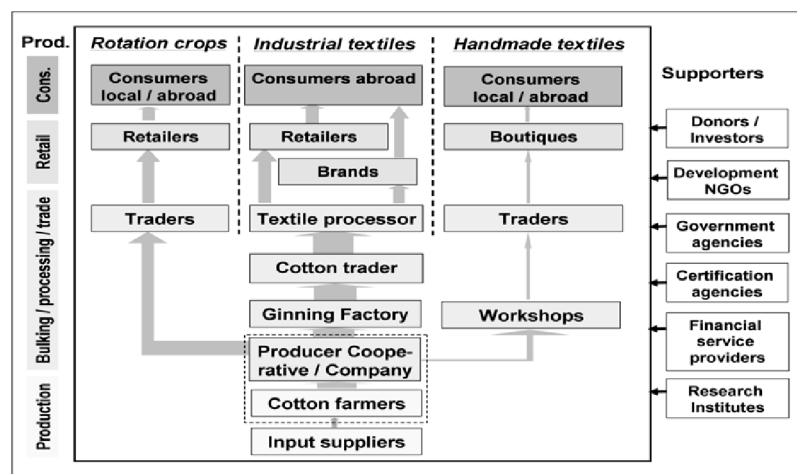 Prod.
Rotation crops
Industrial textiles
Handmade textiles
Cons.
Consumers
local / abroad
Consumers abroad
Consumers
local / abroad
Supporters
Retail
Retailers
Retailers
Boutiques
Donors /
Investors
Brands
Development
NGOs
Bulking / processing / trade
Traders
Textile processor
Traders
Government
agencies
Cotton trader
Certification
agencies
Ginning Factory
Workshops
Financial
service
providers
Producer Coope-
rative / Company
Production
Cotton farmers
Research
Institutes
Input suppliers